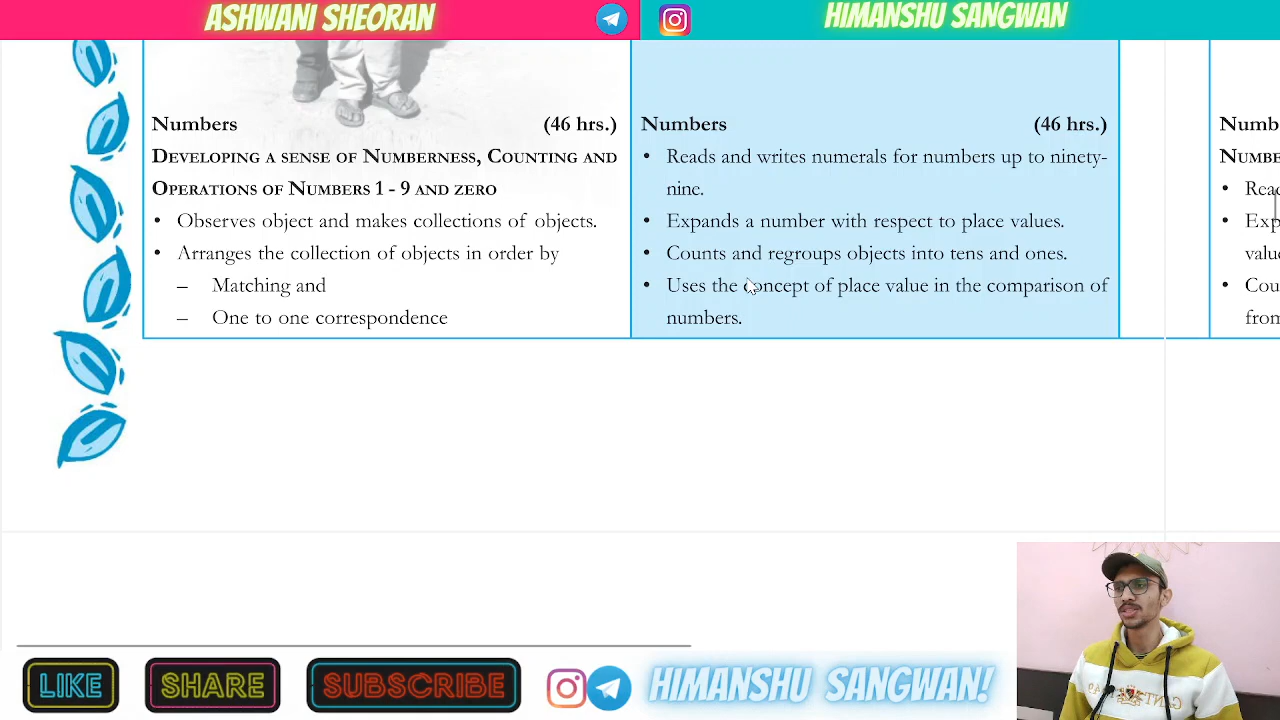 ASHWANI SHEORAN
HIMANSHU SANGWAN
Numbers (46 hrs.)
Developing a sense of Numberness, Counting and
Operations of Numbers 1 - 9 and zero
• Observes object and makes collections of objects.
• Arranges the collection of objects in order by
– Matching and
– One to one correspondence
Numbers (46 hrs.)
• Reads and writes numerals for numbers up to ninety-
nine.
• Expands a number with respect to place values.
• Counts and regroups objects into tens and ones.
• Uses the concept of place value in the comparison of
numbers.
LIKE
SHARE
SUBSCRIBE
HIMANSHU SANGWAN!